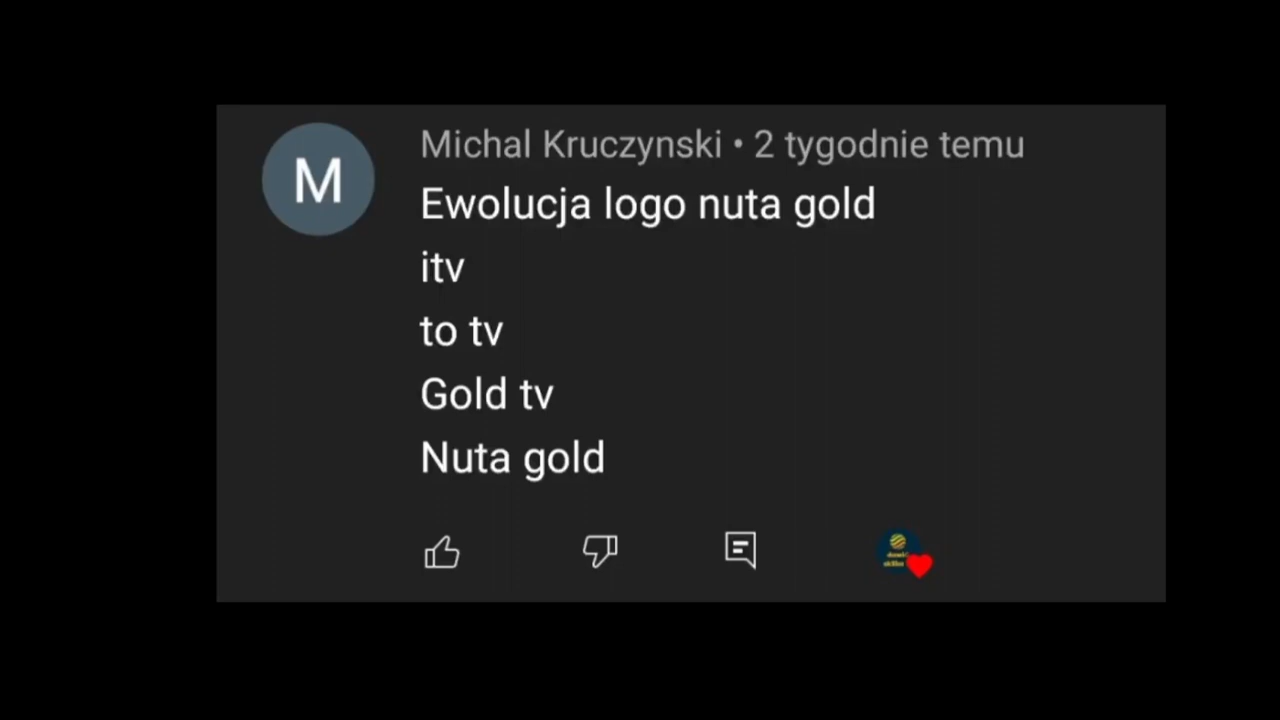 M
Michal Kruczynski • 2 tygodnie temu
Ewolucja logo nuta gold
itv
to tv
Gold tv
Nuta gold